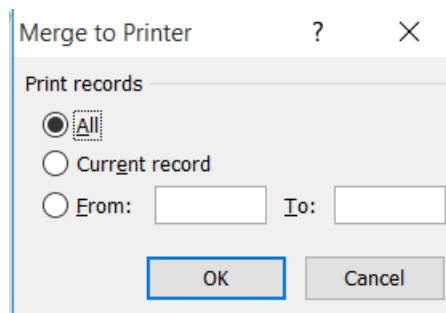 Merge to Printer ?
Print records
All
Current record
From: To:
OK Cancel